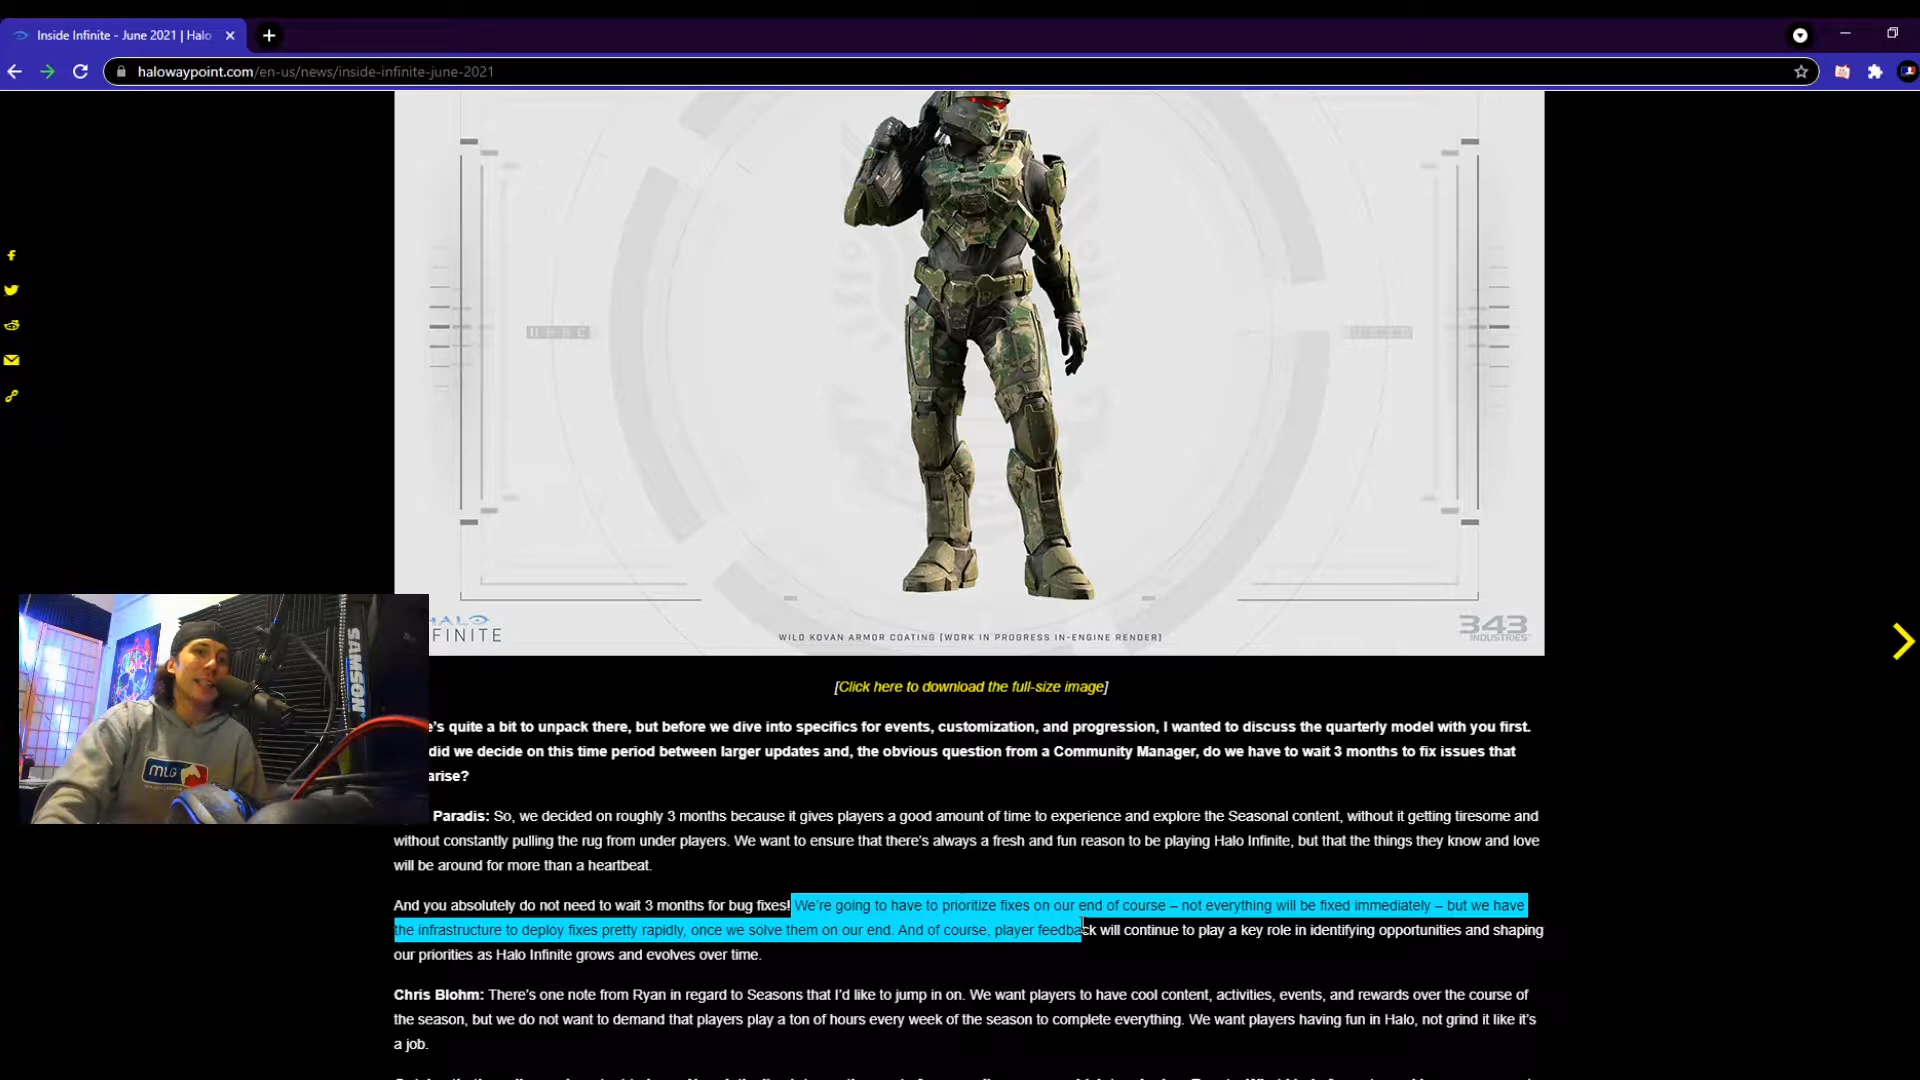 Inside Infinite - June 2021 | Halo
halowaypoint.com/en-us/news/inside-infinite-june-2021
HALO
FINITE
WILD KOVAN ARMOR COATING [WORK IN PROGRESS IN-ENGINE RENDER]
343
INDUSTRIES
[Click here to download the full-size image]
e's quite a bit to unpack there, but before we dive into specifics for events, customization, and progression, I wanted to discuss the quarterly model with you first.
did we decide on this time period between larger updates and, the obvious question from a Community Manager, do we have to wait 3 months to fix issues that
arise?
Paradis: So, we decided on roughly 3 months because it gives players a good amount of time to experience and explore the Seasonal content, without it getting tiresome and
without constantly pulling the rug from under players. We want to ensure that there's always a fresh and fun reason to be playing Halo Infinite, but that the things they know and love
will be around for more than a heartbeat.
And you absolutely do not need to wait 3 months for bug fixes! We're going to have to prioritize fixes on our end of course – not everything will be fixed immediately – but we have
the infrastructure to deploy fixes pretty rapidly, once we solve them on our end. And of course, player feedback will continue to play a key role in identifying opportunities and shaping
our priorities as Halo Infinite grows and evolves over time.
Chris Blohm: There's one note from Ryan in regard to Seasons that I'd like to jump in on. We want players to have cool content, activities, events, and rewards over the course of
the season, but we do not want to demand that players play a ton of hours every week of the season to complete everything. We want players having fun in Halo, not grind it like it's
a job.
SAMSON
MLG